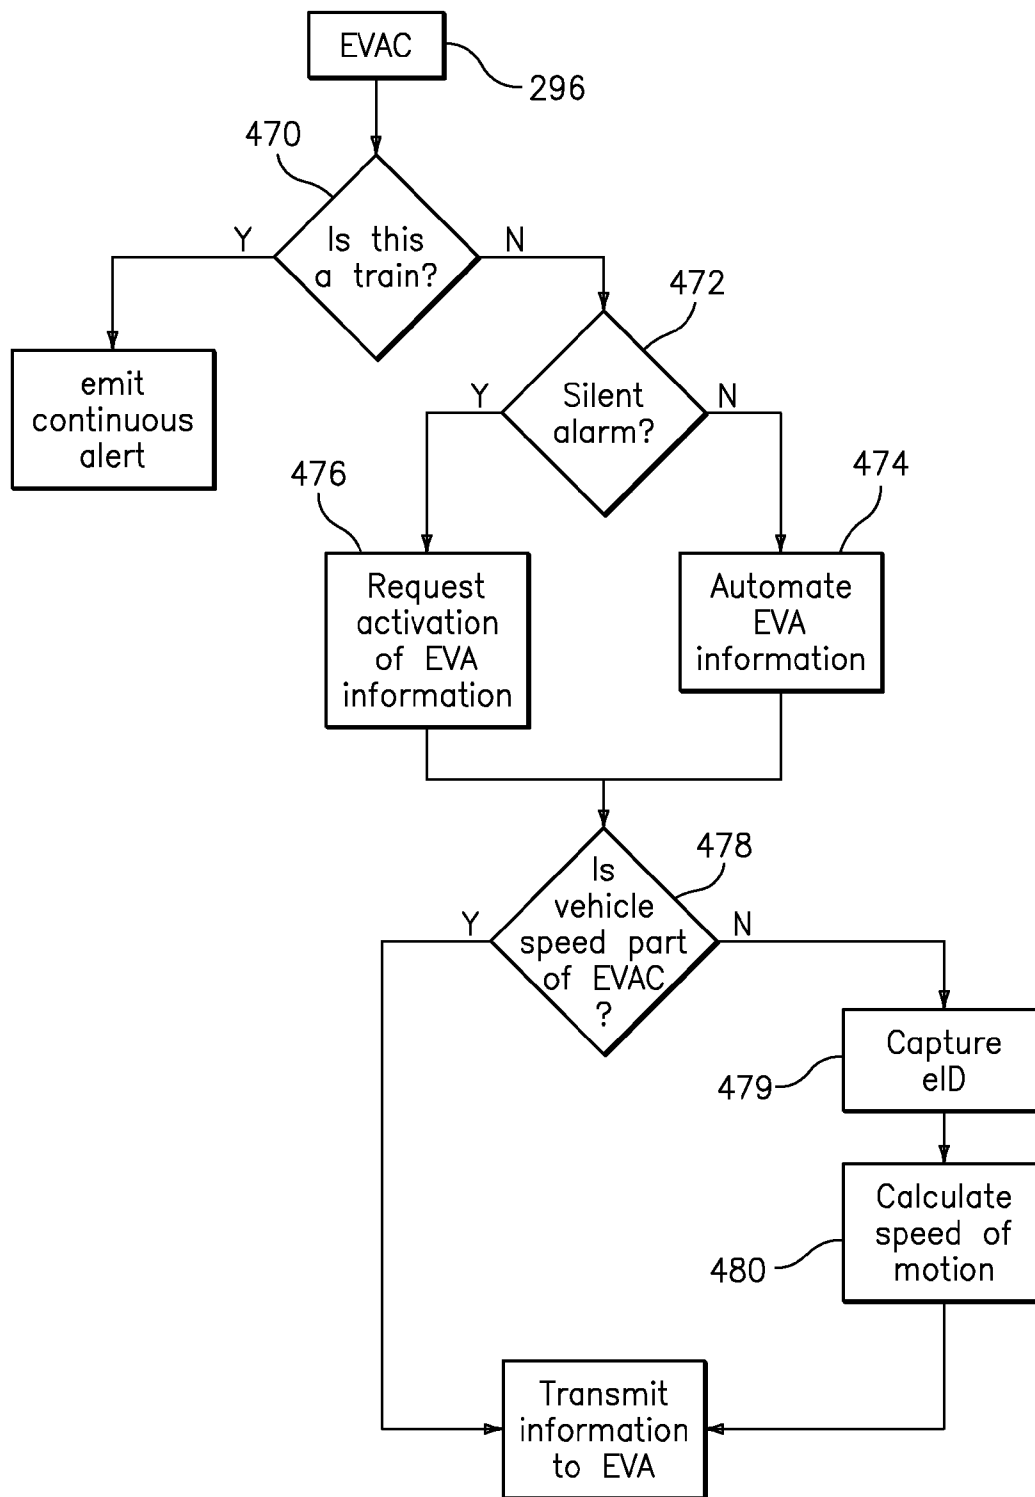 EVAC
296
470
Is this
a train?
Y
N
emit
continuous
alert
472
Silent
alarm?
Y
N
476
474
Request
activation
of EVA
information
Automate
EVA
information
478
Is
vehicle
speed part
of EVAC
?
Y
N
Capture
eID
479
Calculate
speed of
motion
480
Transmit
information
to EVA